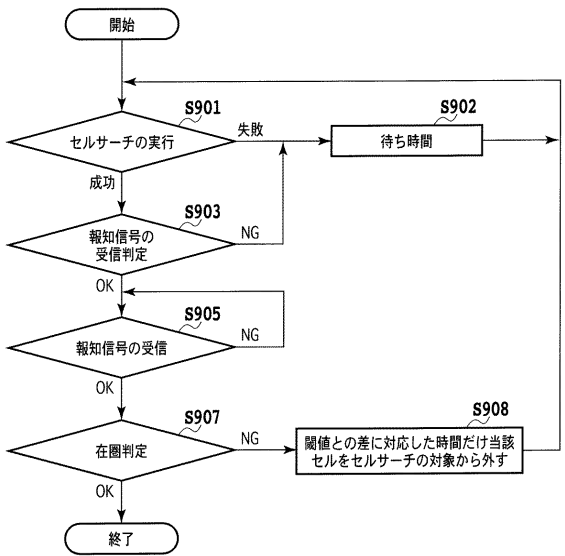 開始
S901
セルサーチの実行
失敗
S902
待ち時間
成功
S903
報知信号の
受信判定
NG
OK
S905
報知信号の受信
NG
OK
S907
在圏判定
NG
S908
閾値との差に対応した時間だけ当該
セルをセルサーチの対象から外す
OK
終了